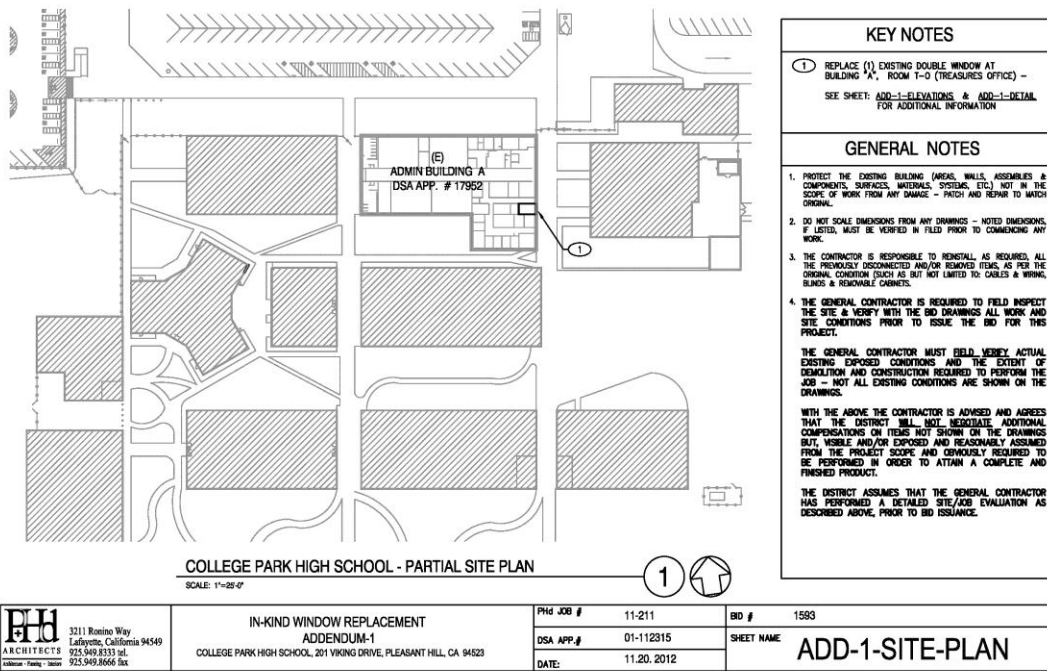 KEY NOTES
1 REPLACE (1) EXISTING DOUBLE WINDOW AT
BUILDING "A", ROOM T-O (TREASURES OFFICE) –
SEE SHEET: ADD-1-ELEVATIONS & ADD-1-DETAIL
FOR ADDITIONAL INFORMATION
GENERAL NOTES
1. PROTECT THE EXISTING BUILDING (AREAS, WALLS, ASSEMBLIES &
COMPONENTS, SURFACES, MATERIALS, SYSTEMS, ETC.) NOT IN THE
SCOPE OF WORK FROM ANY DAMAGE – PATCH AND REPAIR TO MATCH
ORIGINAL.
2. DO NOT SCALE DIMENSIONS FROM ANY DRAWINGS – NOTED DIMENSIONS,
IF LISTED, MUST BE VERIFIED IN FILED PRIOR TO COMMENCING ANY
WORK.
3. THE CONTRACTOR IS RESPONSIBLE TO REINSTALL, AS REQUIRED, ALL
THE PREVIOUSLY DISCONNECTED AND/OR REMOVED ITEMS, AS PER THE
ORIGINAL CONDITION (SUCH AS BUT NOT LIMITED TO: CABLES & WIRING,
BLINDS & REMOVABLE CABINETS.
4. THE GENERAL CONTRACTOR IS REQUIRED TO FIELD INSPECT
THE SITE & VERIFY WITH THE BID DRAWINGS ALL WORK AND
SITE CONDITIONS PRIOR TO ISSUE THE BID FOR THIS
PROJECT.
THE GENERAL CONTRACTOR MUST FIELD VERIFY ACTUAL
EXISTING EXPOSED CONDITIONS AND THE EXTENT OF
DEMOLITION AND CONSTRUCTION REQUIRED TO PERFORM THE
JOB – NOT ALL EXISTING CONDITIONS ARE SHOWN ON THE
DRAWINGS.
WITH THE ABOVE THE CONTRACTOR IS ADVISED AND AGREES
THAT THE DISTRICT WILL NOT NEGOTIATE ADDITIONAL
COMPENSATIONS ON ITEMS NOT SHOWN ON THE DRAWINGS
BUT, VISIBLE AND/OR EXPOSED AND REASONABLY ASSUMED
FROM THE PROJECT SCOPE AND OBVIOUSLY REQUIRED TO
BE PERFORMED IN ORDER TO ATTAIN A COMPLETE AND
FINISHED PRODUCT.
THE DISTRICT ASSUMES THAT THE GENERAL CONTRACTOR
HAS PERFORMED A DETAILED SITE/JOB EVALUATION AS
DESCRIBED ABOVE, PRIOR TO BID ISSUANCE.
(E)
ADMIN BUILDING A
DSA APP. # 17952
1
COLLEGE PARK HIGH SCHOOL - PARTIAL SITE PLAN
SCALE: 1"=25'-0"
1
PHd
ARCHITECTS
Architecture - Planning - Interiors
3211 Ronino Way
Lafayette, California 94549
925.949.8333 tel.
925.949.8666 fax
IN-KIND WINDOW REPLACEMENT
ADDENDUM-1
COLLEGE PARK HIGH SCHOOL, 201 VIKING DRIVE, PLEASANT HILL, CA 94523
PHd JOB # 11-211
DSA APP.# 01-112315
DATE: 11.20. 2012
BID # 1593
SHEET NAME ADD-1-SITE-PLAN